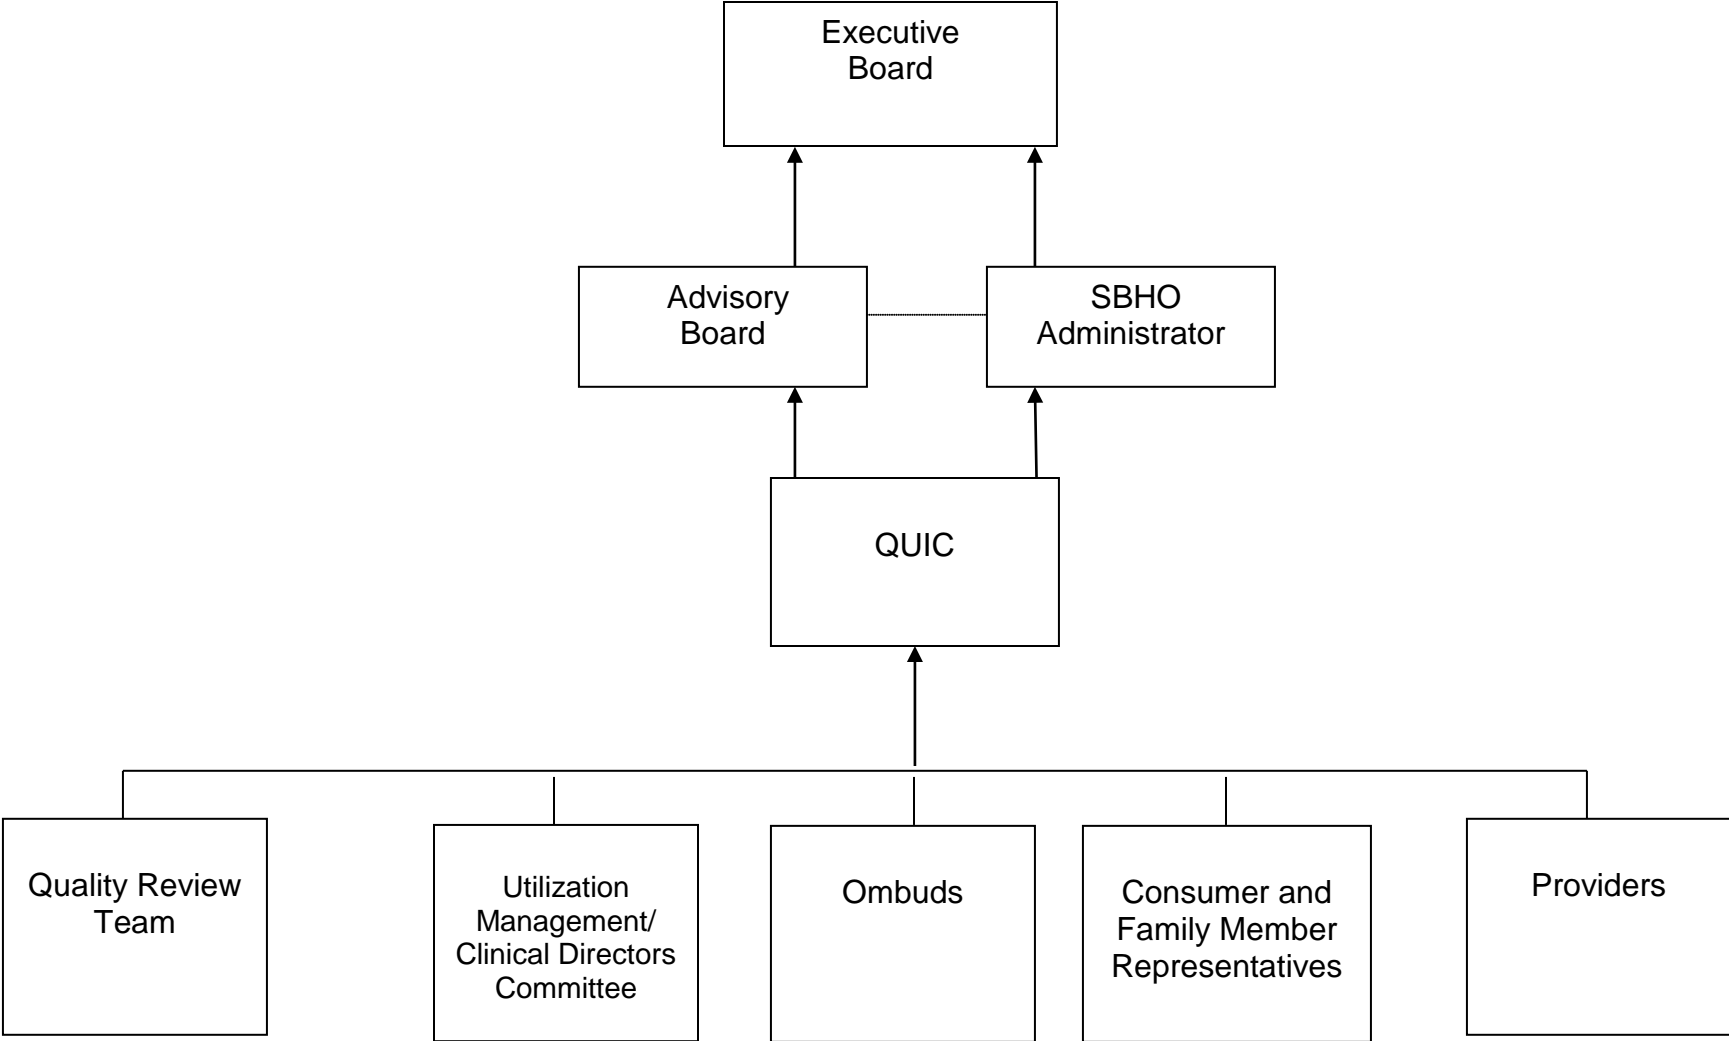 Executive
Board
Advisory
Board
SBHO
Administrator
QUIC
Quality Review
Team
Utilization
Management/
Clinical Directors
Committee
Ombuds
Consumer and
Family Member
Representatives
Providers